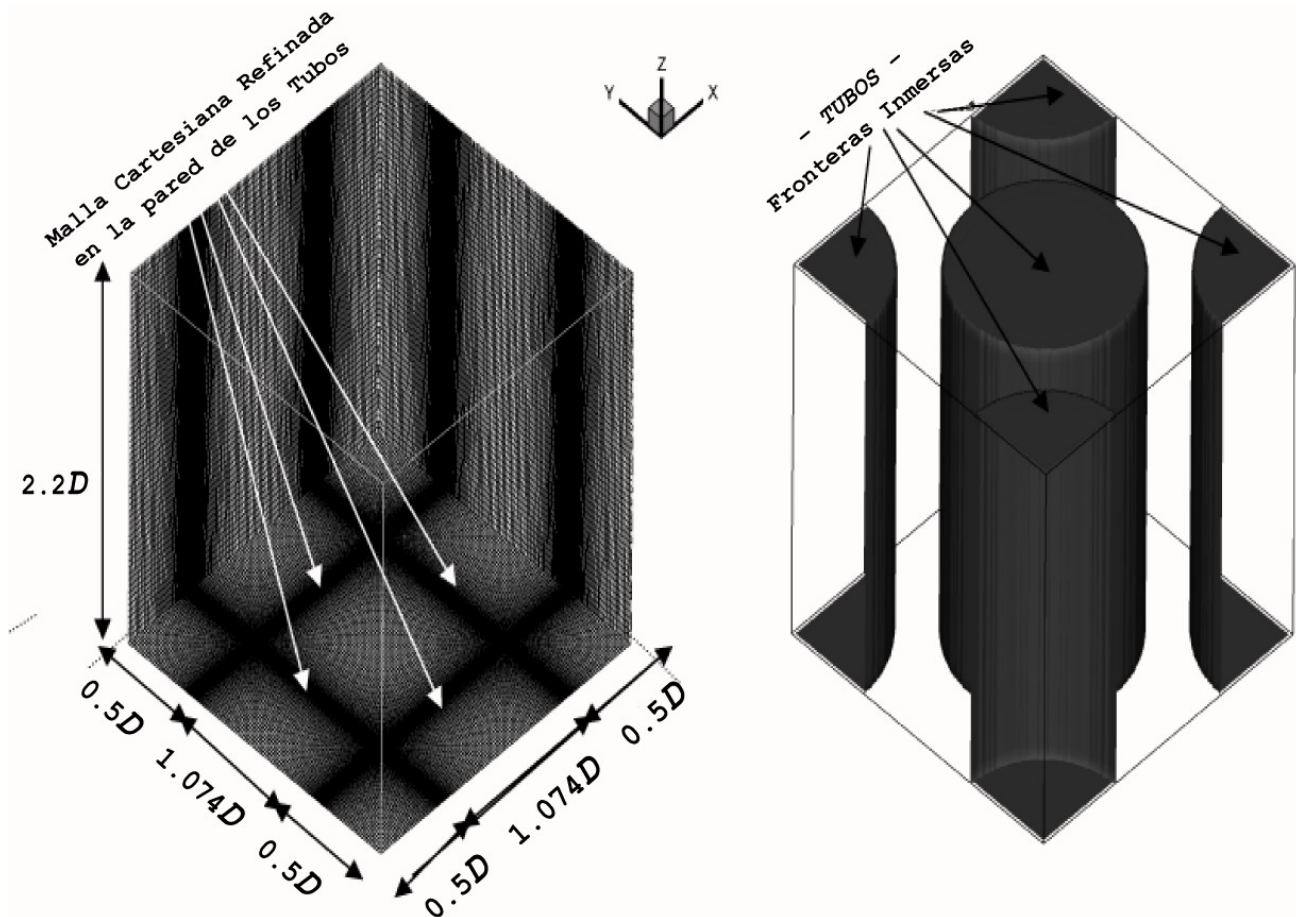 Malla Cartesiana Refinada
en la pared de los Tubos
Z
Y
X
- TUBOS -
Fronteras Inmersas
2.2D
0.5D
1.074D
0.5D
0.5D
1.074D
0.5D